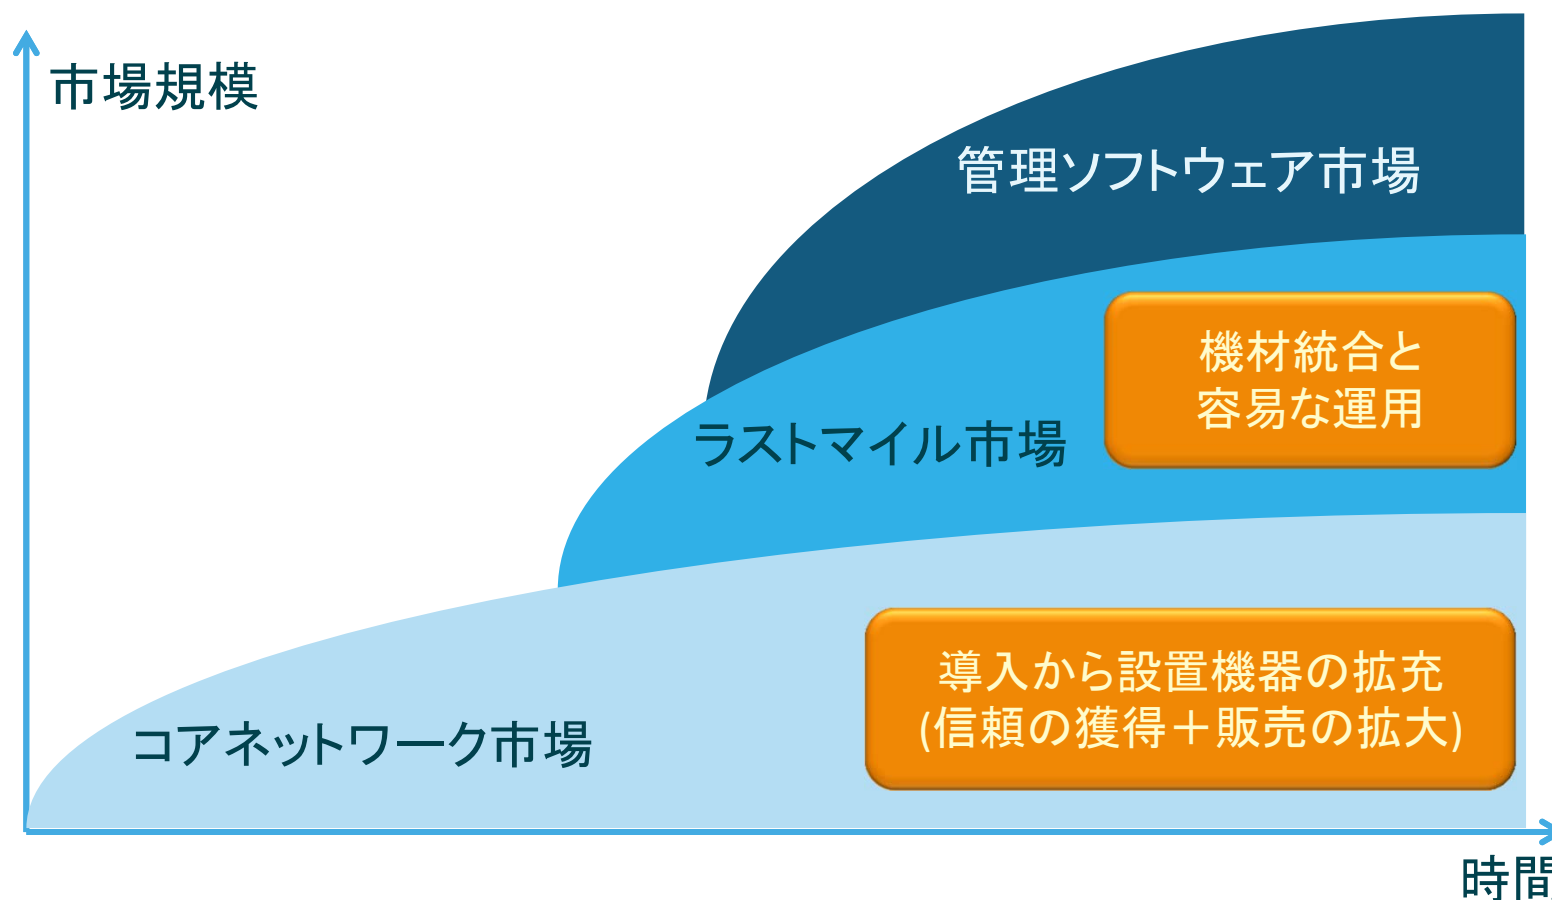 市場規模
管理ソフトウェア市場
機材統合と
容易な運用
ラストマイル市場
導入から設置機器の拡充
(信頼の獲得＋販売の拡大)
コアネットワーク市場
時間